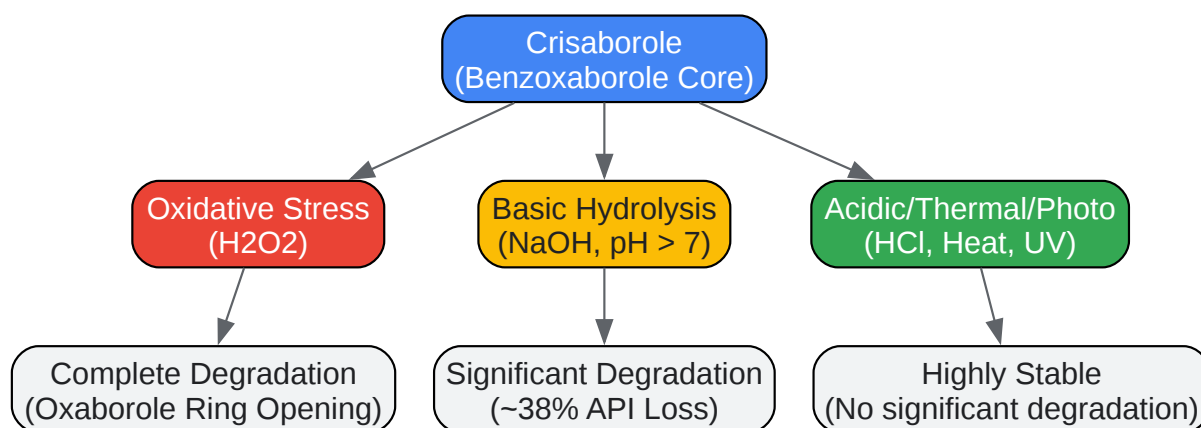 Crisaborole
(Benzoxaborole Core)
Oxidative Stress
(H2O2)
Basic Hydrolysis
(NaOH, pH > 7)
Acidic/Thermal/Photo
(HCl, Heat, UV)
Complete Degradation
(Oxaborole Ring Opening)
Significant Degradation
(~38% API Loss)
Highly Stable
(No significant degradation)